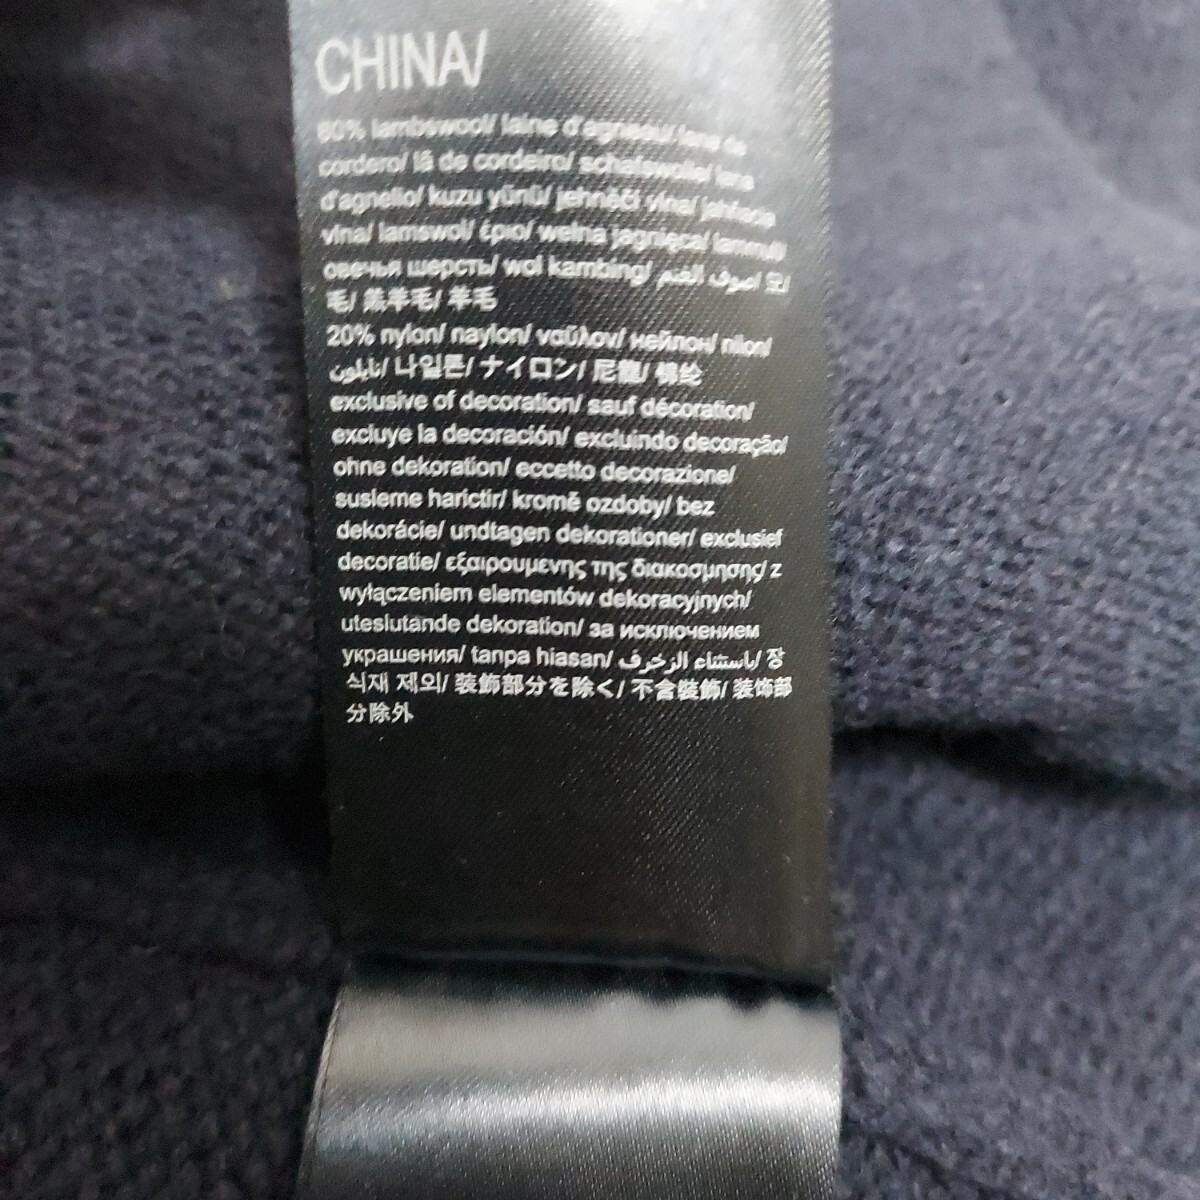 CHINA/
80% lambswool/ laine d'agneau/ lana de
cordero/ lã de cordeiro/ schafswolle/ lana
d'agnello/ kuzu yünü/ jehněčí vlna/ jahňacia
vlna/ lamswol/ έριο/ wełna jagnięca/ lammull/
овечья шерсть/ wol kambing/ صوف الغنم/
毛/ 羔羊毛/ 羊毛
20% nylon/ naylon/ ναϋλον/ нейлон/ nilon/
نايلون/ 나일론/ ナイロン/ 尼龍/ 锦纶
exclusive of decoration/ sauf décoration/
excluye la decoración/ excluindo decoração/
ohne dekoration/ eccetto decorazione/
susleme harictir/ kromě ozdoby/ bez
dekorácie/ undtagen dekorationer/ exclusief
decoratie/ εξαιρουμενης της διακοσμησης/ z
wyłączeniem elementów dekoracyjnych/
uteslutande dekoration/ за исключением
украшения/ tanpa hiasan/ باستثناء الزخرف/ 장
식재 제외/ 装飾部分を除く/ 不含裝飾/ 装饰部
分除外